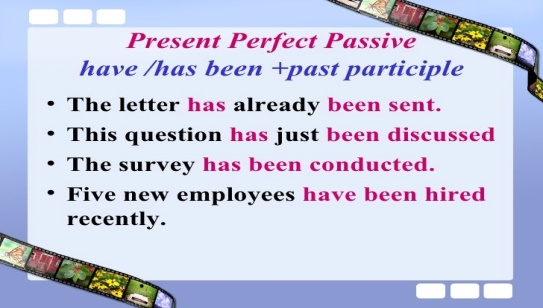 Present Perfect Passive
have /has been +past participle
• The letter has already been sent.
• This question has just been discussed
• The survey has been conducted.
• Five new employees have been hired
recently.